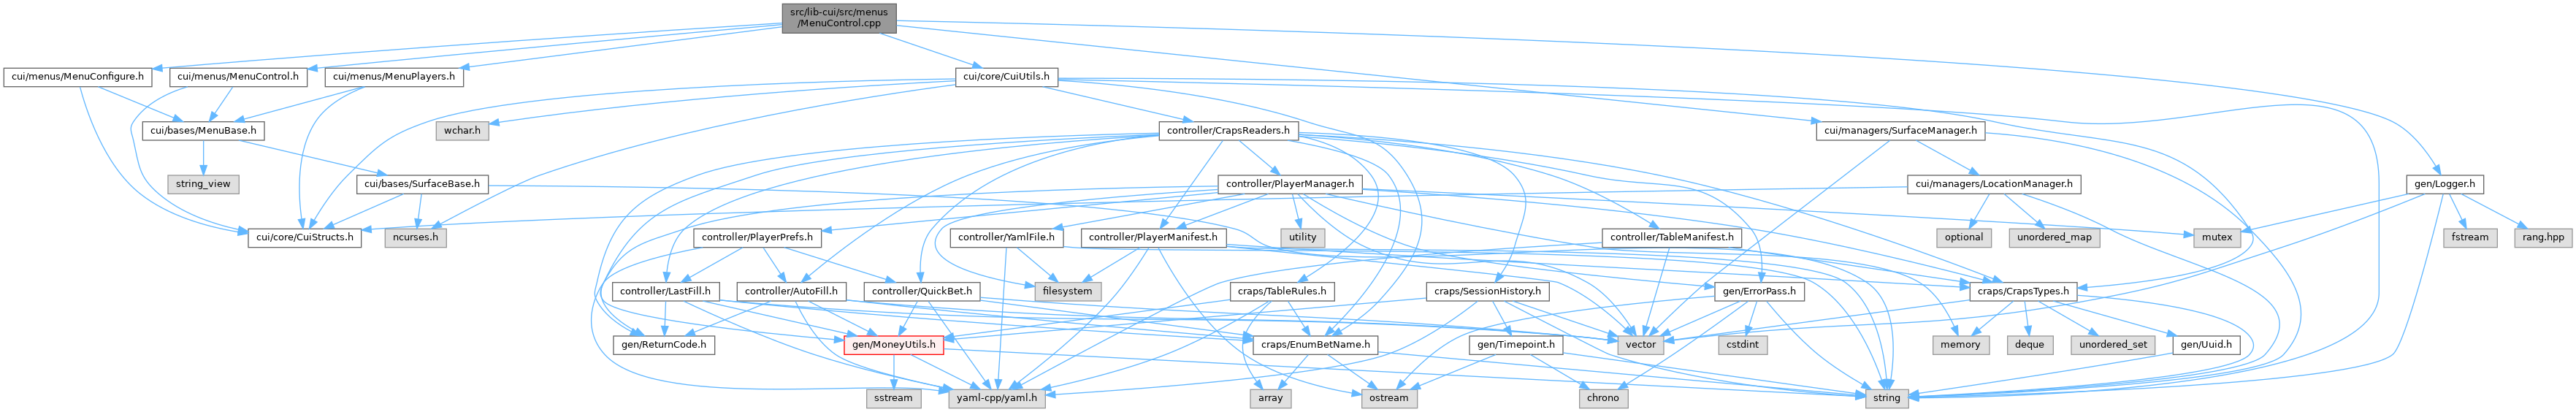 src/lib-cui/src/menus
/MenuControl.cpp
cui/menus/MenuConfigure.h
cui/menus/MenuControl.h
cui/menus/MenuPlayers.h
cui/core/CuiUtils.h
cui/bases/MenuBase.h
wchar.h
controller/CrapsReaders.h
cui/managers/SurfaceManager.h
string_view
cui/bases/SurfaceBase.h
controller/PlayerManager.h
cui/managers/LocationManager.h
gen/Logger.h
cui/core/CuiStructs.h
ncurses.h
controller/PlayerPrefs.h
controller/YamlFile.h
controller/PlayerManifest.h
utility
controller/TableManifest.h
optional
unordered_map
mutex
fstream
rang.hpp
controller/LastFill.h
controller/AutoFill.h
controller/QuickBet.h
filesystem
craps/TableRules.h
craps/SessionHistory.h
gen/ErrorPass.h
craps/CrapsTypes.h
gen/ReturnCode.h
gen/MoneyUtils.h
craps/EnumBetName.h
gen/Timepoint.h
vector
cstdint
memory
deque
unordered_set
gen/Uuid.h
sstream
yaml-cpp/yaml.h
array
ostream
chrono
string